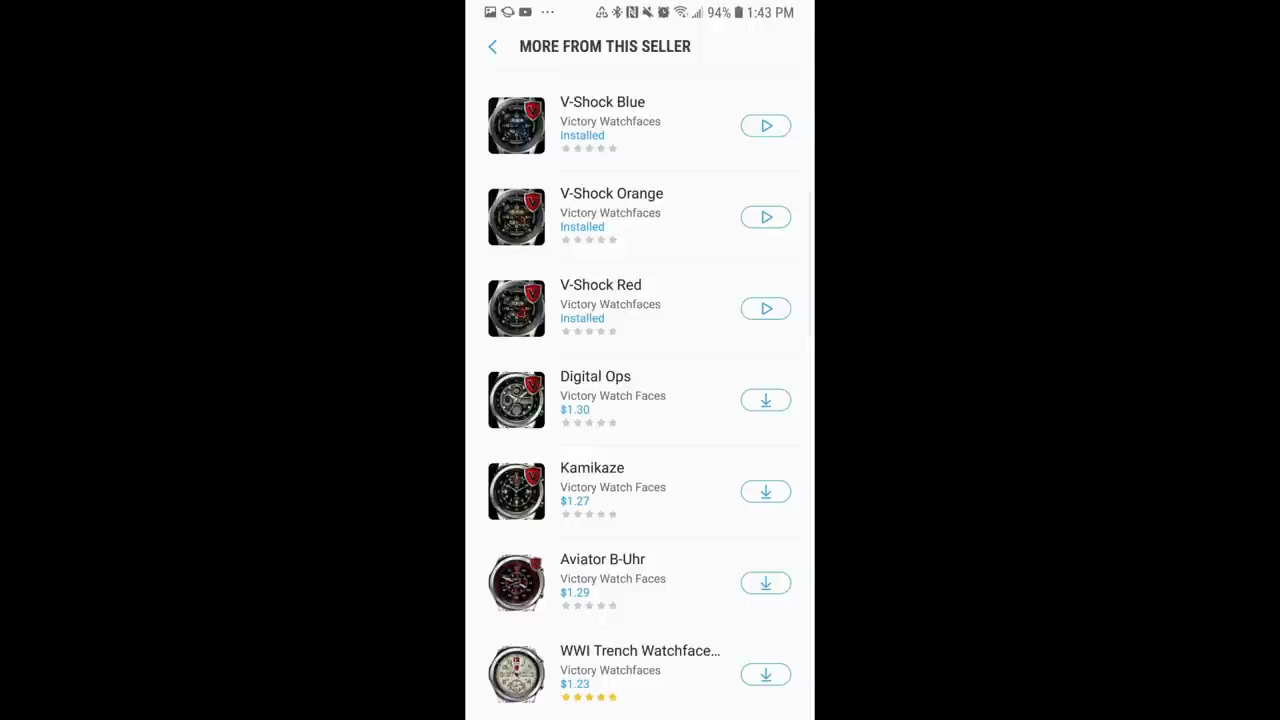 94% 1:43 PM
MORE FROM THIS SELLER
V-Shock Blue
Victory Watchfaces
Installed
V-Shock Orange
Victory Watchfaces
Installed
V-Shock Red
Victory Watchfaces
Installed
Digital Ops
Victory Watch Faces
$1.30
Kamikaze
Victory Watch Faces
$1.27
Aviator B-Uhr
Victory Watch Faces
$1.29
WWI Trench Watchface...
Victory Watchfaces
$1.23